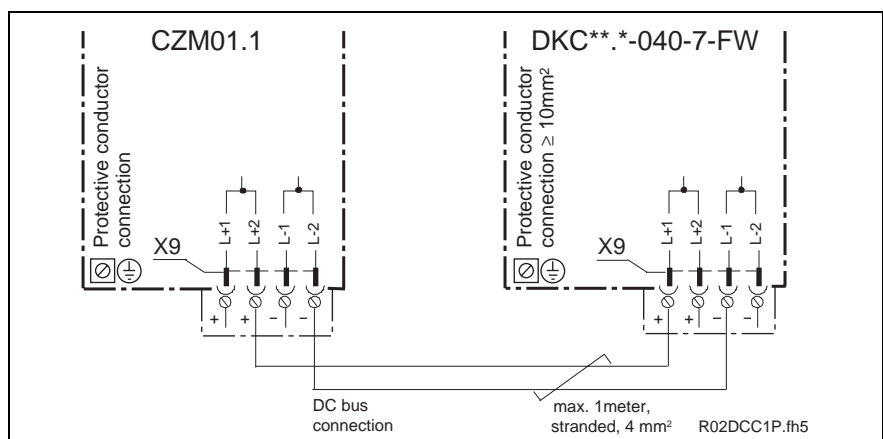 CZM01.1
DKC**.*-040-7-FW
Protective conductor
connection
Protective conductor
connection ≥ 10mm²
L+1
L+2
L-1
L-2
L+1
L+2
L-1
L-2
X9
X9
+
+
–
–
+
+
–
–
DC bus
connection
max. 1meter,
stranded, 4 mm²
R02DCC1P.fh5